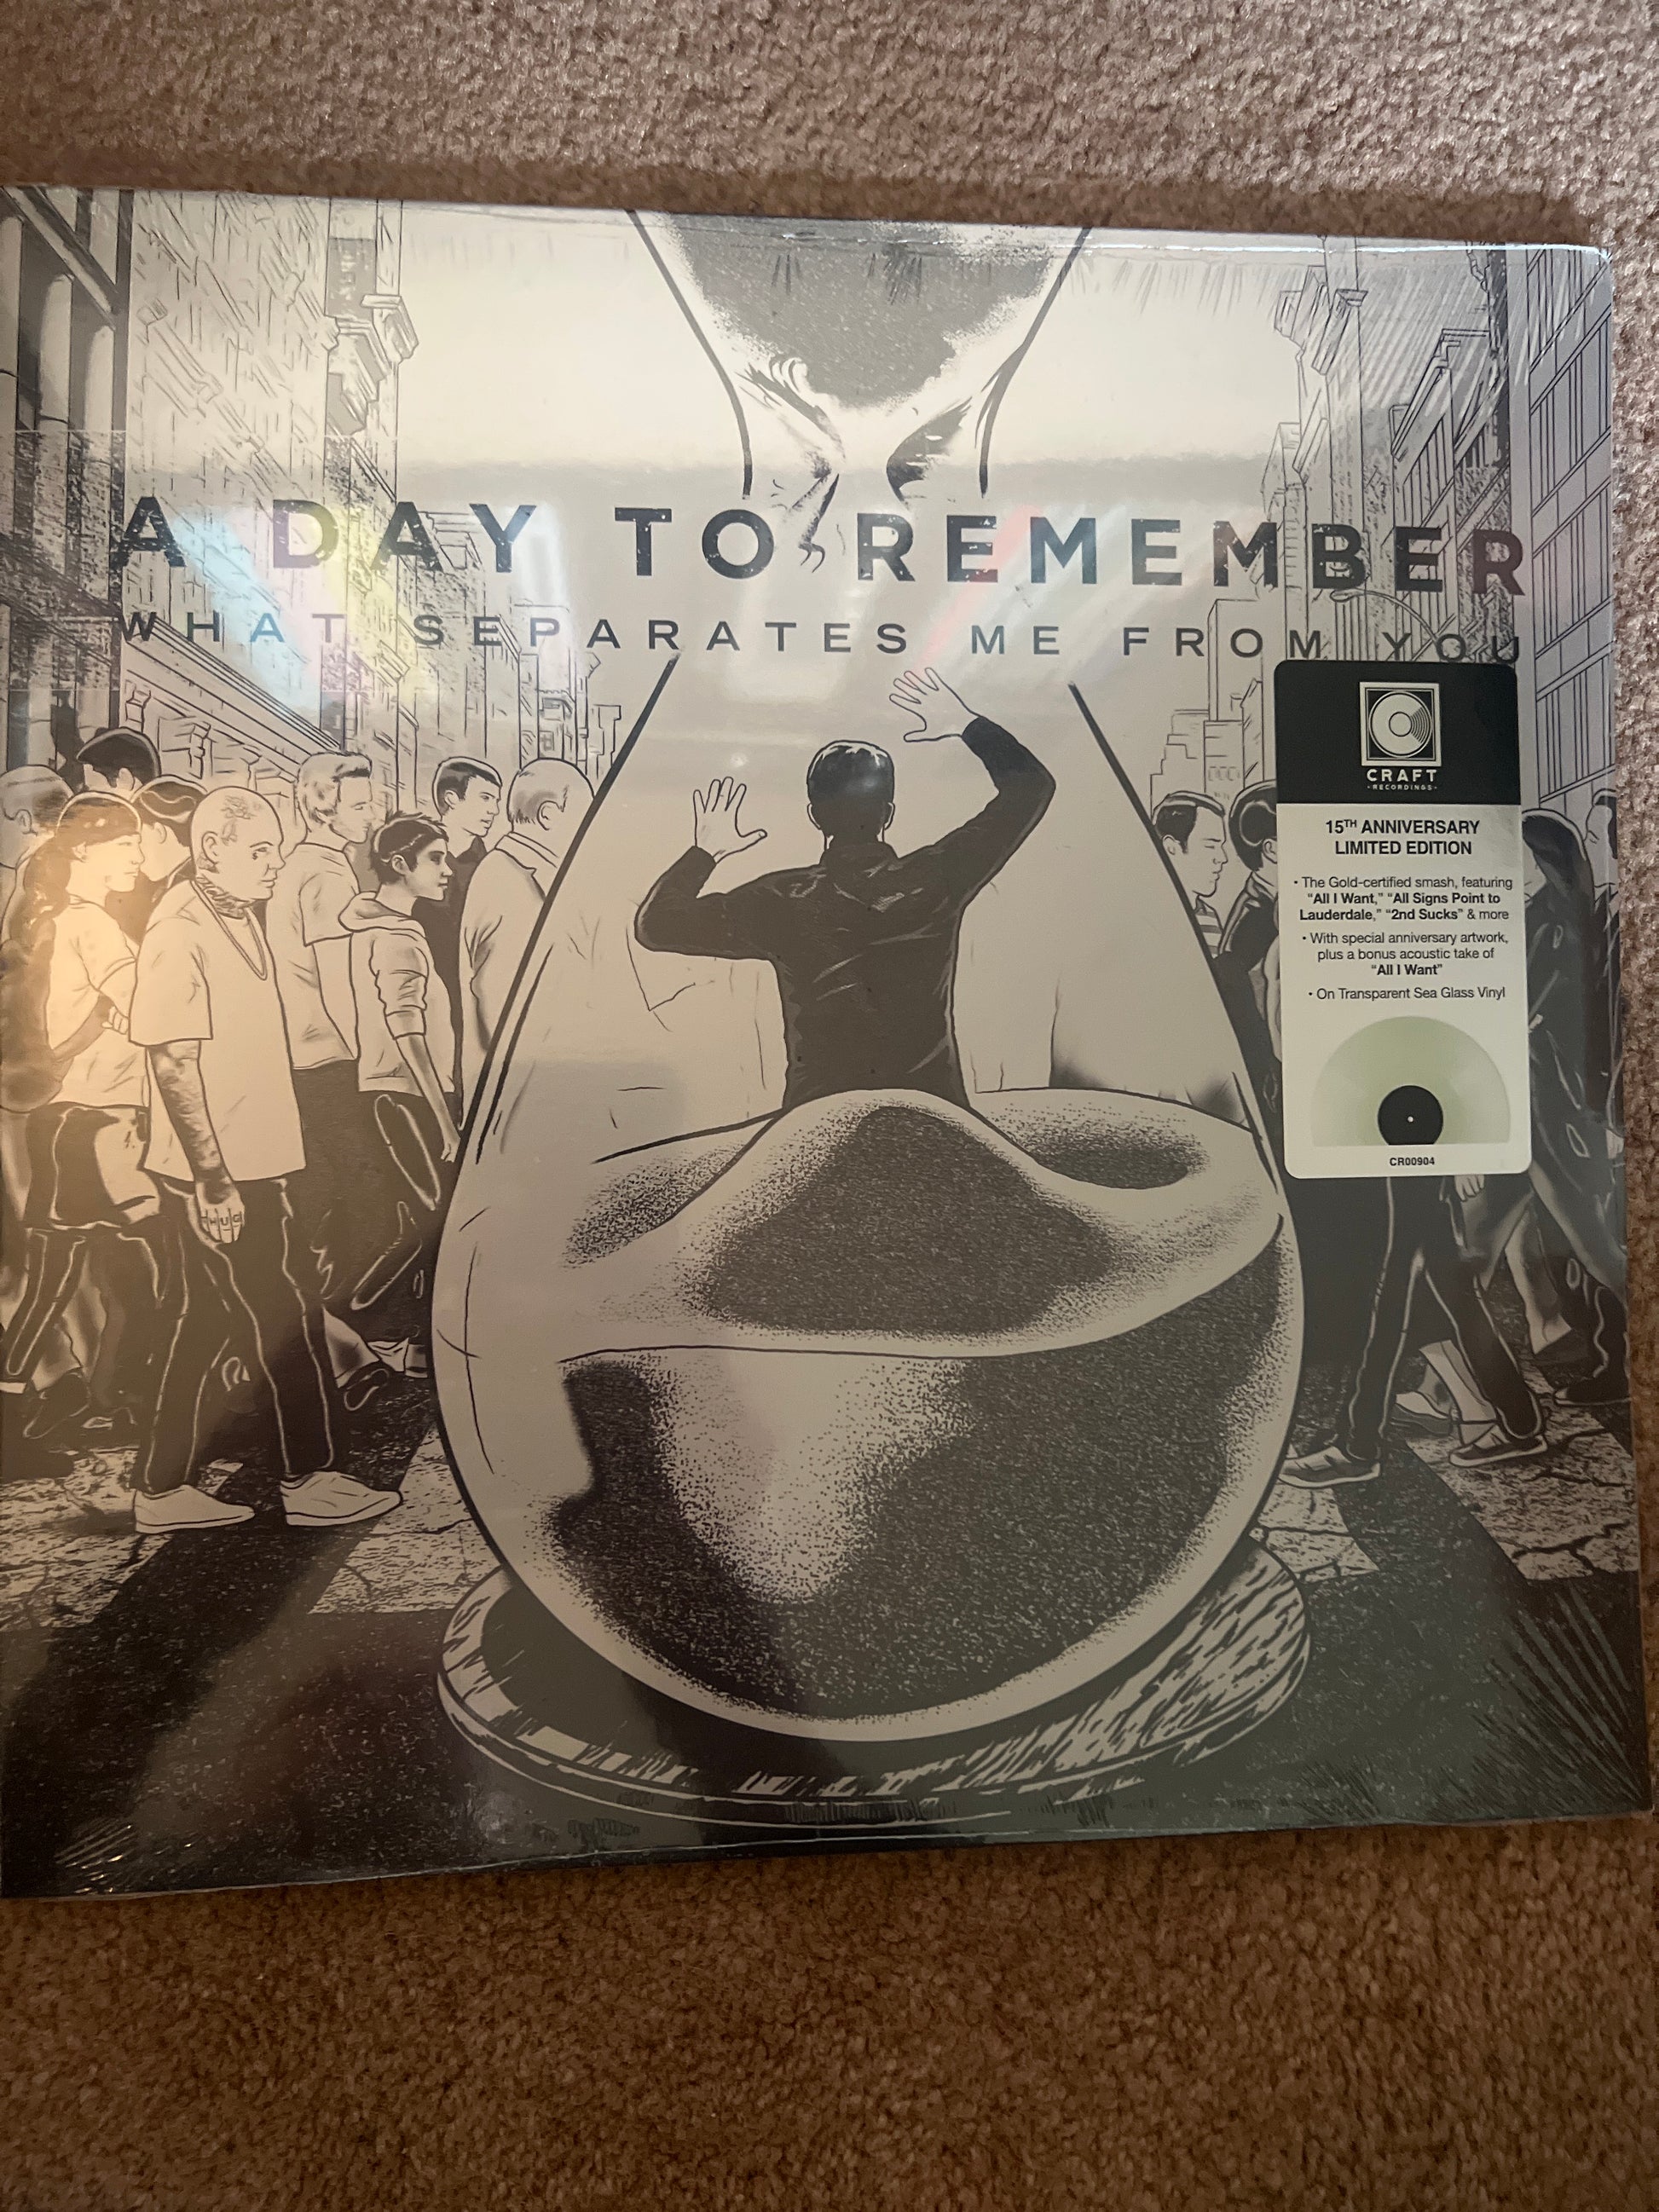 A DAY TO REMEMBER
WHAT SEPARATES ME FROM YOU
CRAFT
-RECORDINGS-
15TH ANNIVERSARY
LIMITED EDITION
• The Gold-certified smash, featuring
“All I Want,” “All Signs Point to
Lauderdale,” “2nd Sucks” & more
• With special anniversary artwork,
plus a bonus acoustic take of
“All I Want”
• On Transparent Sea Glass Vinyl
CR00904
THUG